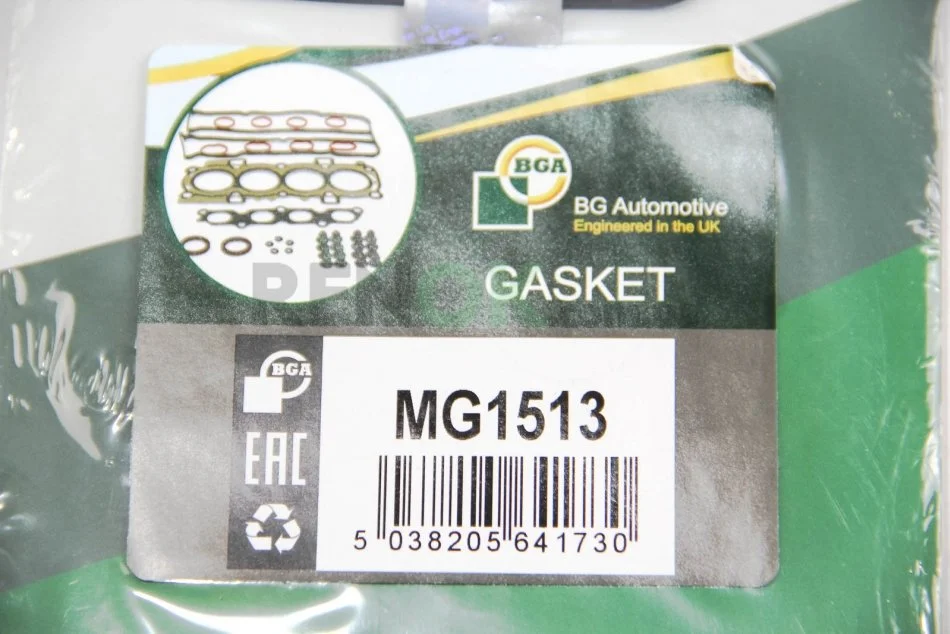 BGA
BG Automotive
Engineered in the UK
GASKET
BGA
EAC
MG1513
5 038205 641730